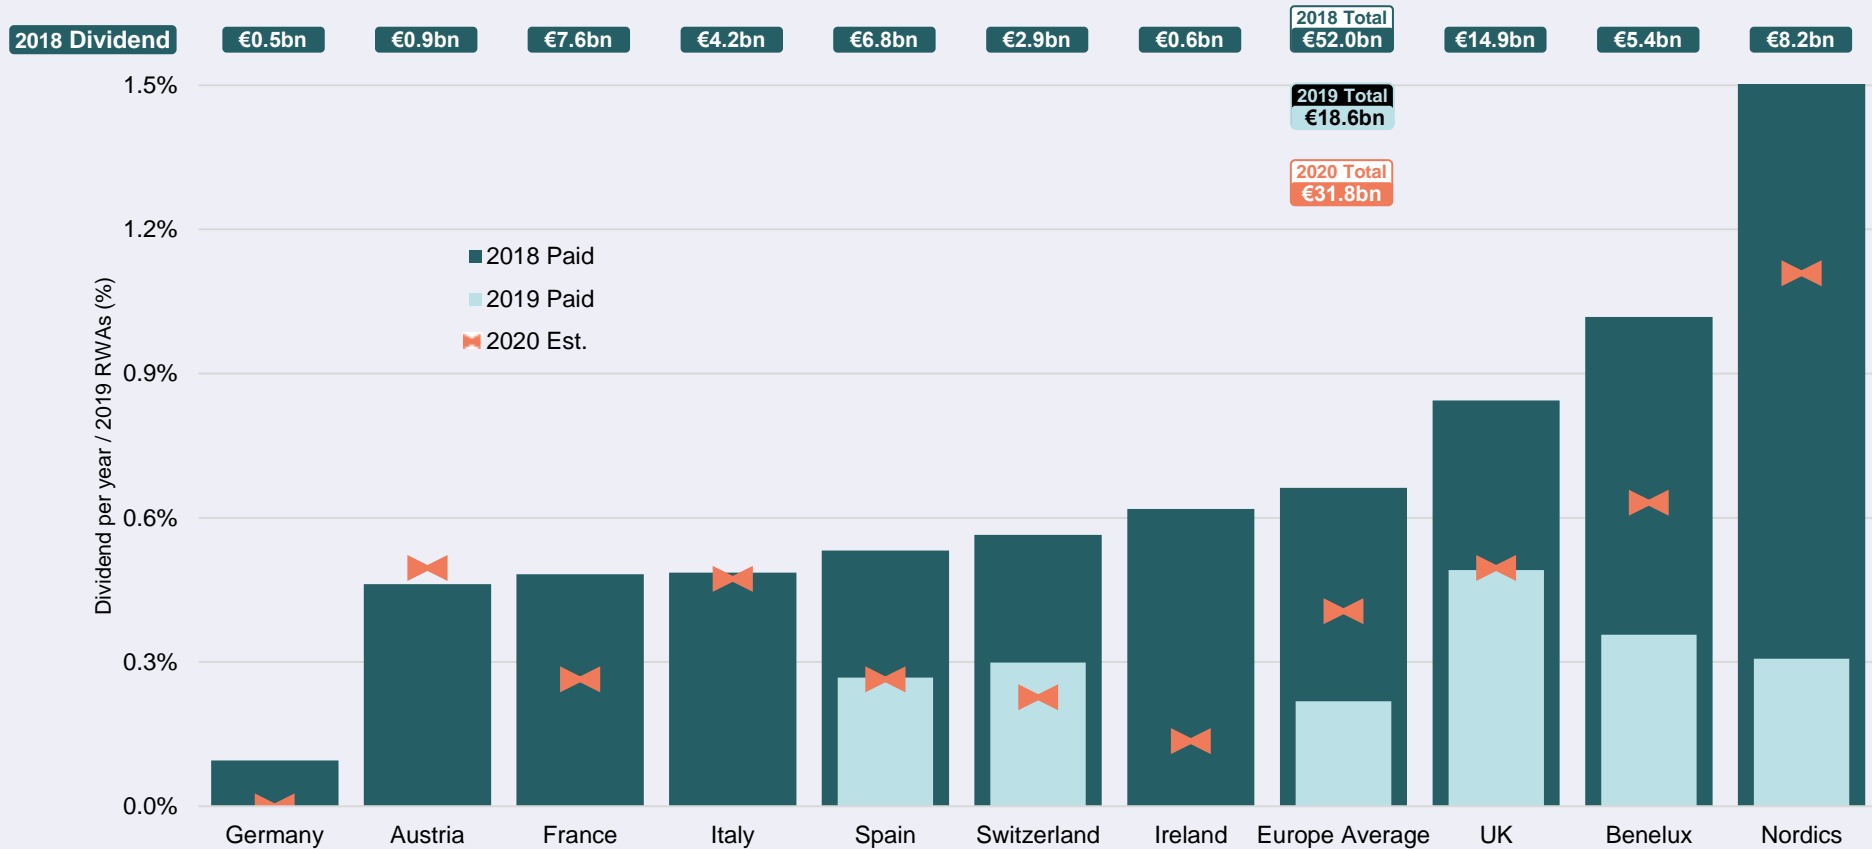 2018 Total
2018 Dividend €0.5bn €0.9bn €7.6bn €4.2bn €6.8bn €2.9bn €0.6bn €52.0bn €14.9bn €5.4bn €8.2bn
1.5%
2019 Total
€18.6bn
2020 Total
€31.8bn
1.2%
2018 Paid
2019 Paid
2020 Est.
Dividend per year / 2019 RWAs (%)
0.9%
0.6%
0.3%
0.0%
Germany Austria France Italy Spain Switzerland Ireland Europe Average UK Benelux Nordics